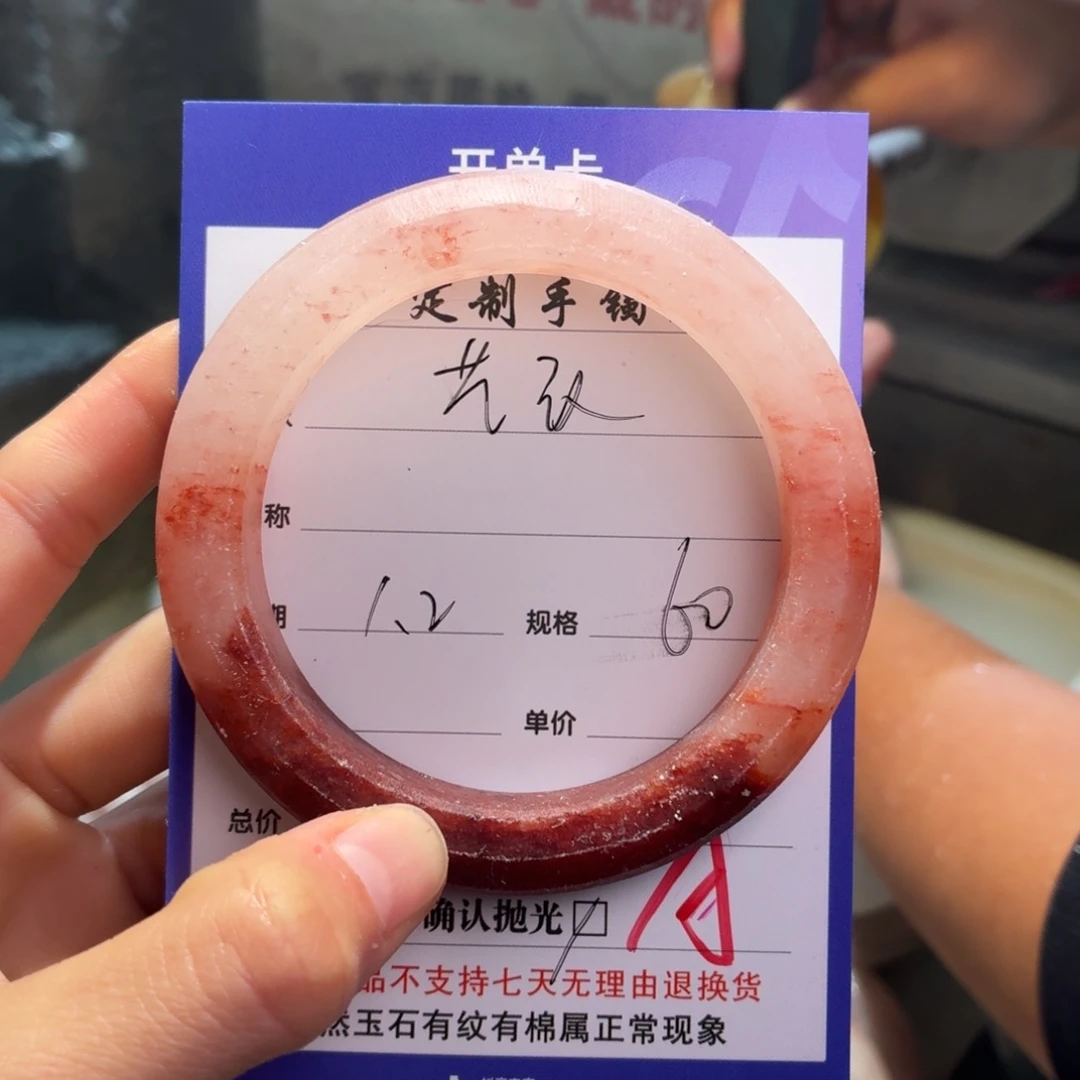 开单卡
定制手镯
艺
称
期 1.2 规格 60
单价
总价
确认抛光
品不支持七天无理由退换货
然玉石有纹有棉属正常现象